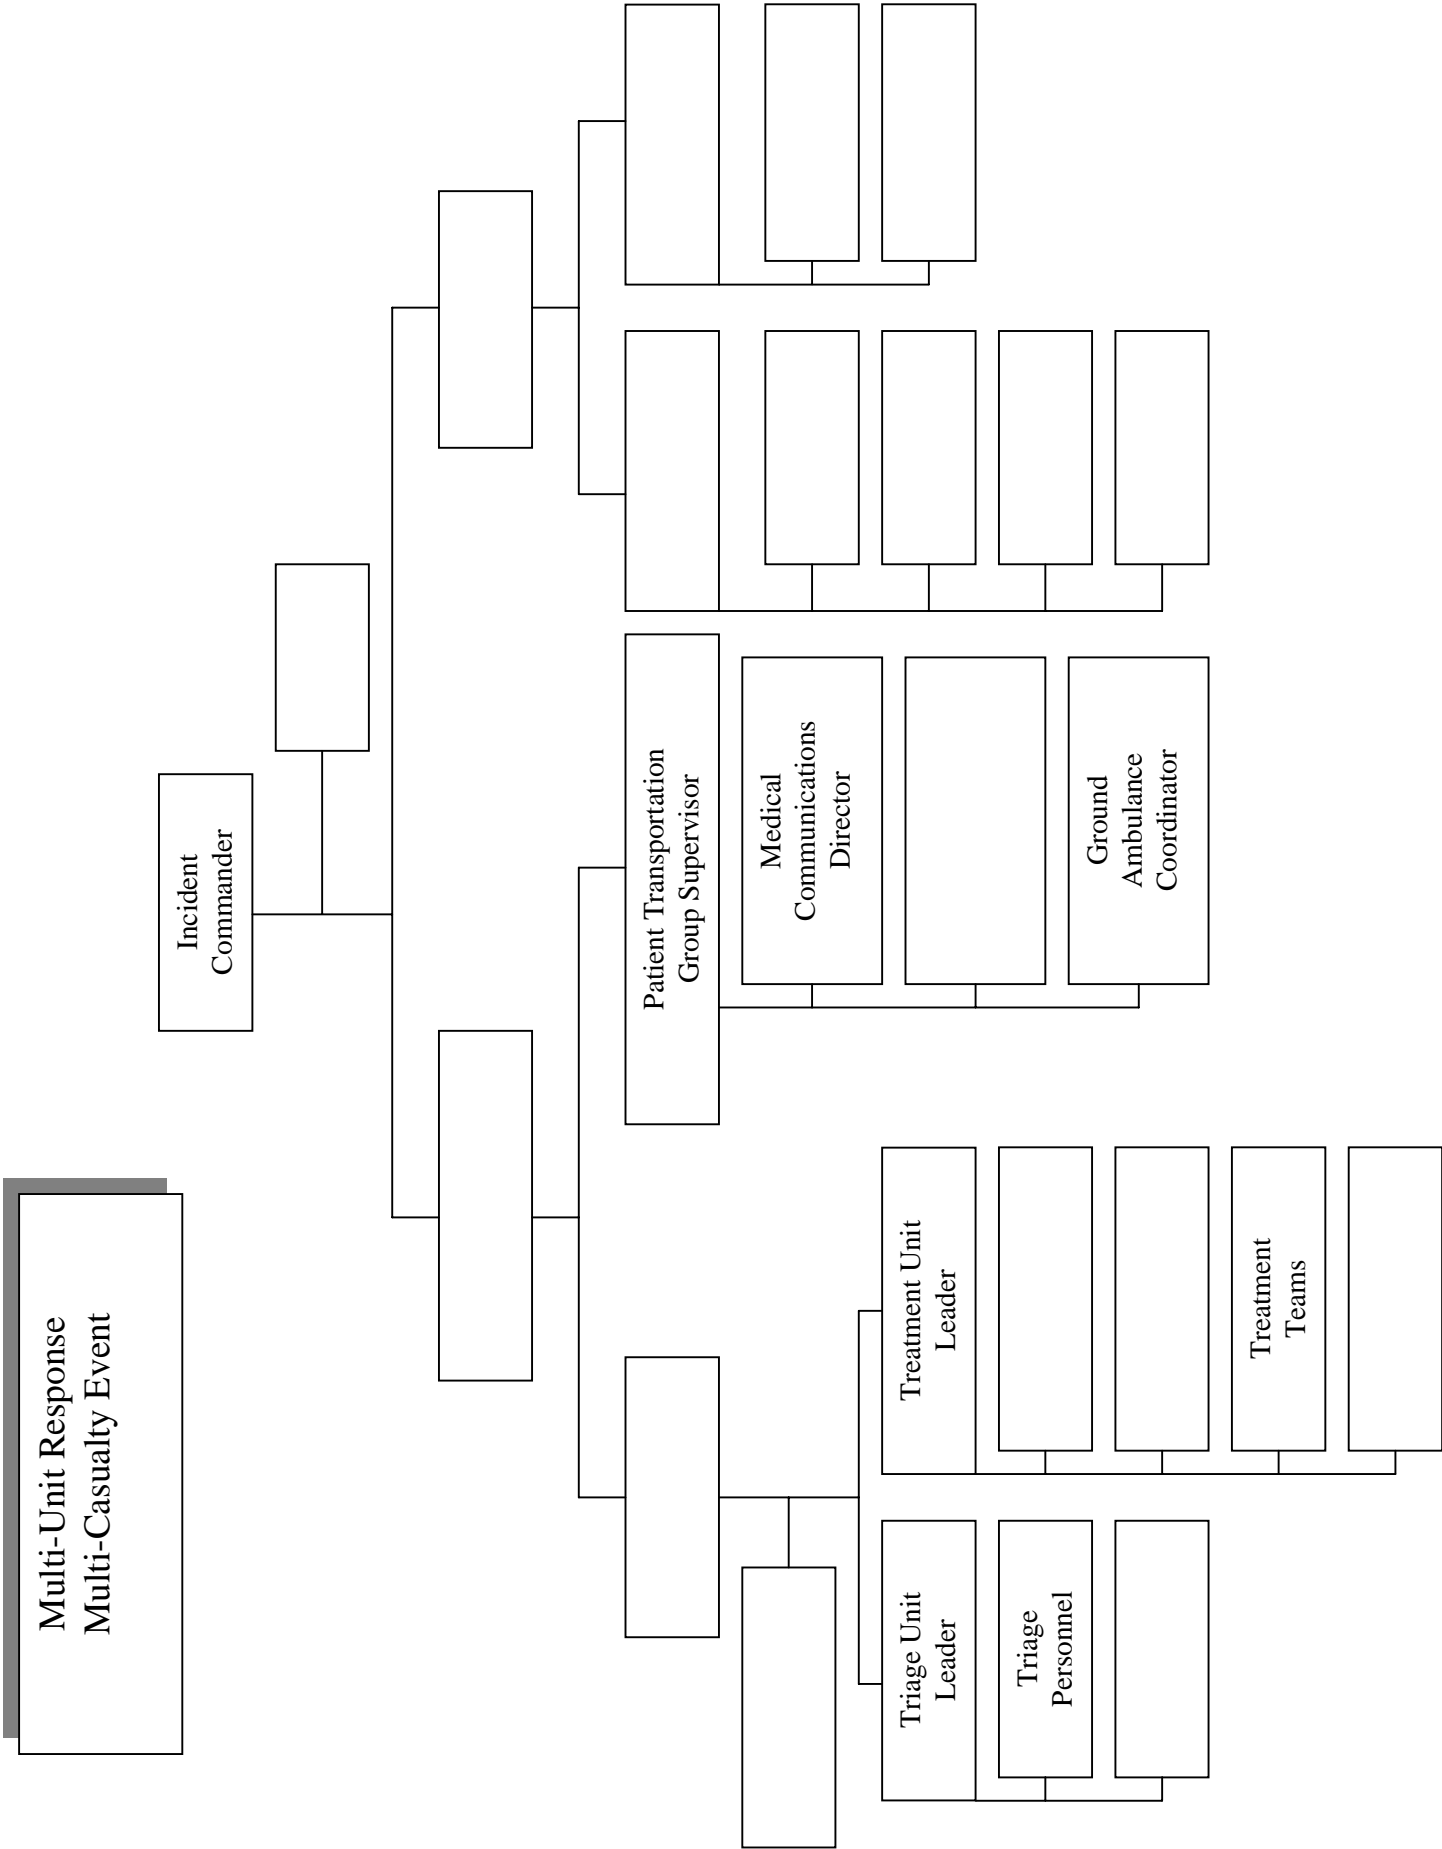 Multi-Unit Response
Multi-Casualty Event
Incident
Commander
Patient Transportation
Group Supervisor
Medical
Communications
Director
Ground
Ambulance
Coordinator
Triage Unit
Leader
Triage
Personnel
Treatment Unit
Leader
Treatment
Teams